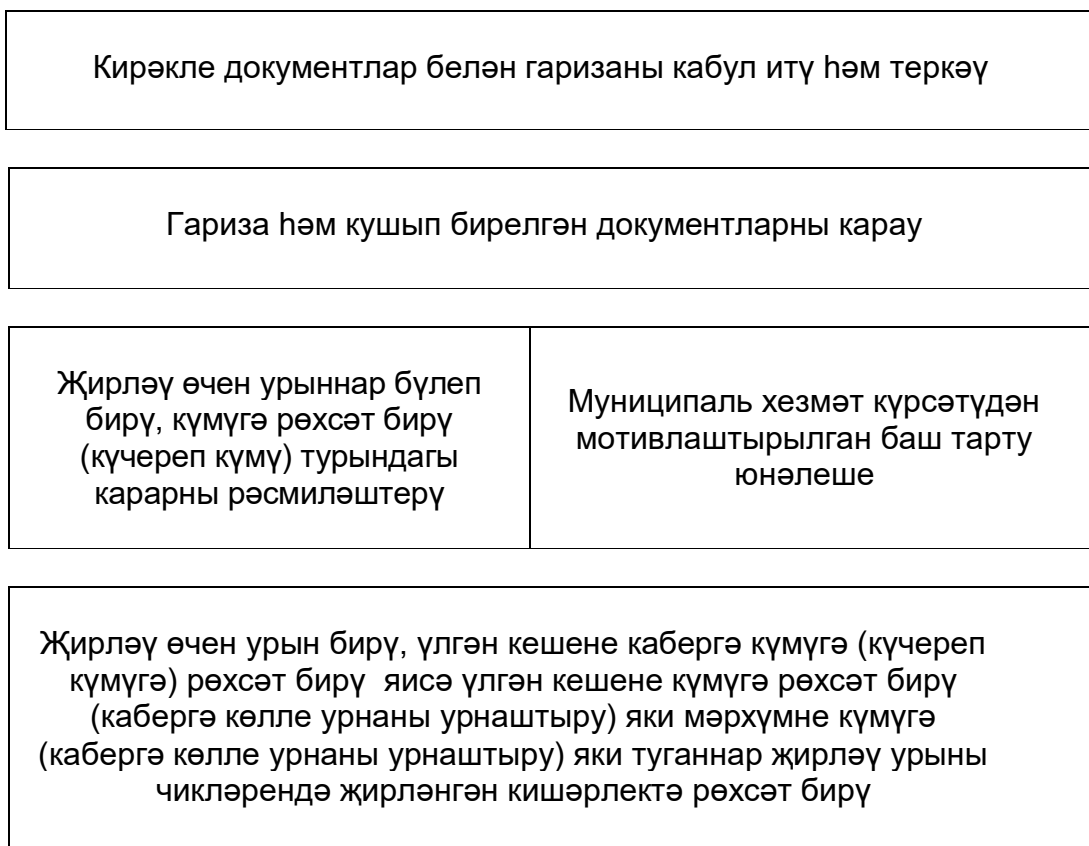 Кирәкле документлар белән гаризаны кабул итү һәм теркәү
Гариза һәм кушып бирелгән документларны карау
Җирләү өчен урыннар бүлеп
бирү, күмүгә рөхсәт бирү
(күчереп күмү) турындагы
карарны рәсмиләштерү
Муниципаль хезмәт күрсәтүдән
мотивлаштырылган баш тарту
юнәлеше
Җирләү өчен урын бирү, үлгән кешене кабергә күмүгә (күчереп
күмүгә) рөхсәт бирү  яисә үлгән кешене күмүгә рөхсәт бирү
(кабергә көлле урнаны урнаштыру) яки мәрхүмне күмүгә
(кабергә көлле урнаны урнаштыру) яки туганнар җирләү урыны
чикләрендә җирләнгән кишәрлектә рөхсәт бирү